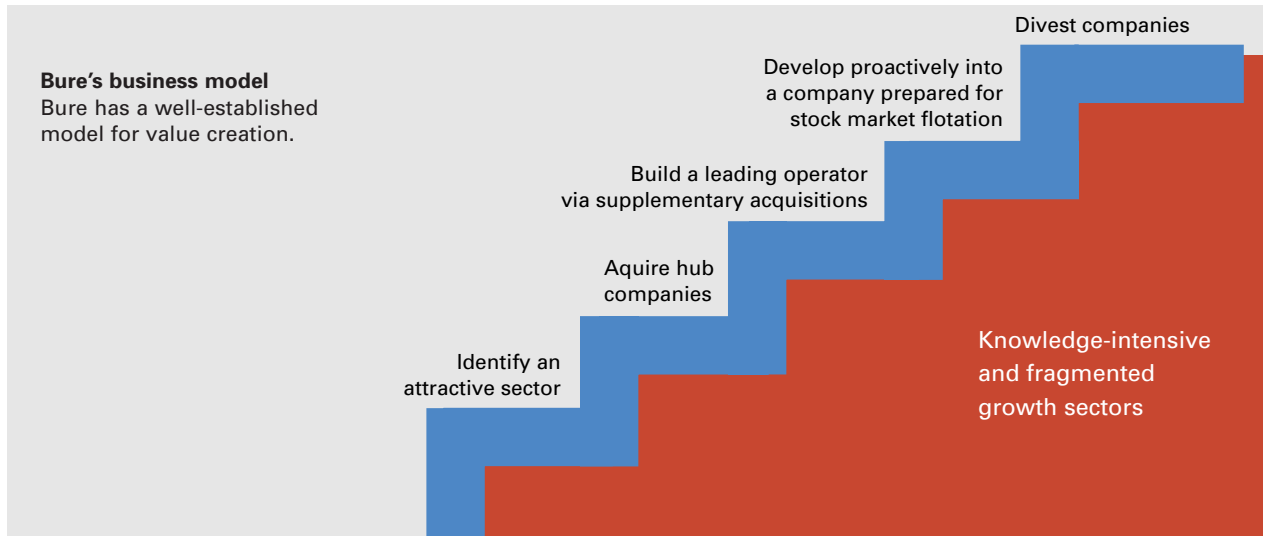 Bure's business model
Bure has a well-established
model for value creation.
Divest companies
Develop proactively into
a company prepared for
stock market flotation
Build a leading operator
via supplementary acquisitions
Aquire hub
companies
Identify an
attractive sector
Knowledge-intensive
and fragmented
growth sectors